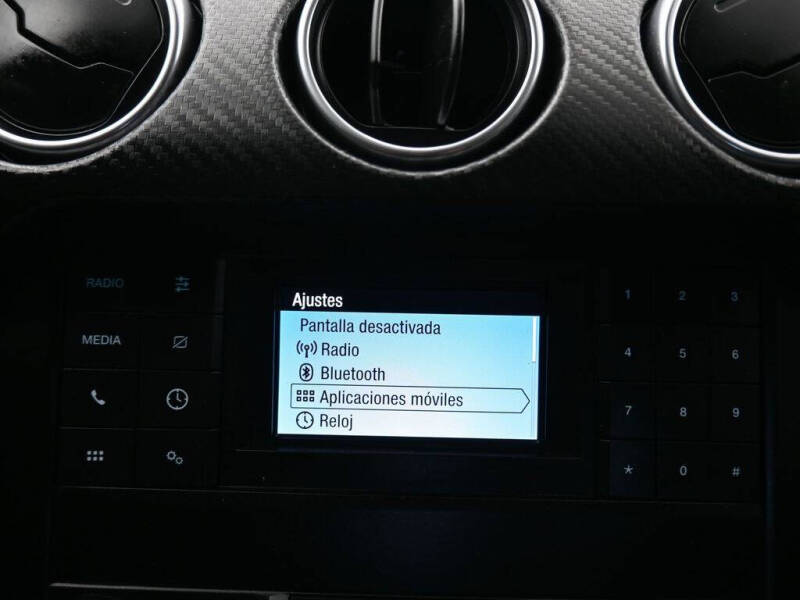 Ajustes
Pantalla desactivada
Radio
Bluetooth
Aplicaciones móviles
Reloj
RADIO
MEDIA
1 2 3
4 5 6
7 8 9
* 0 #